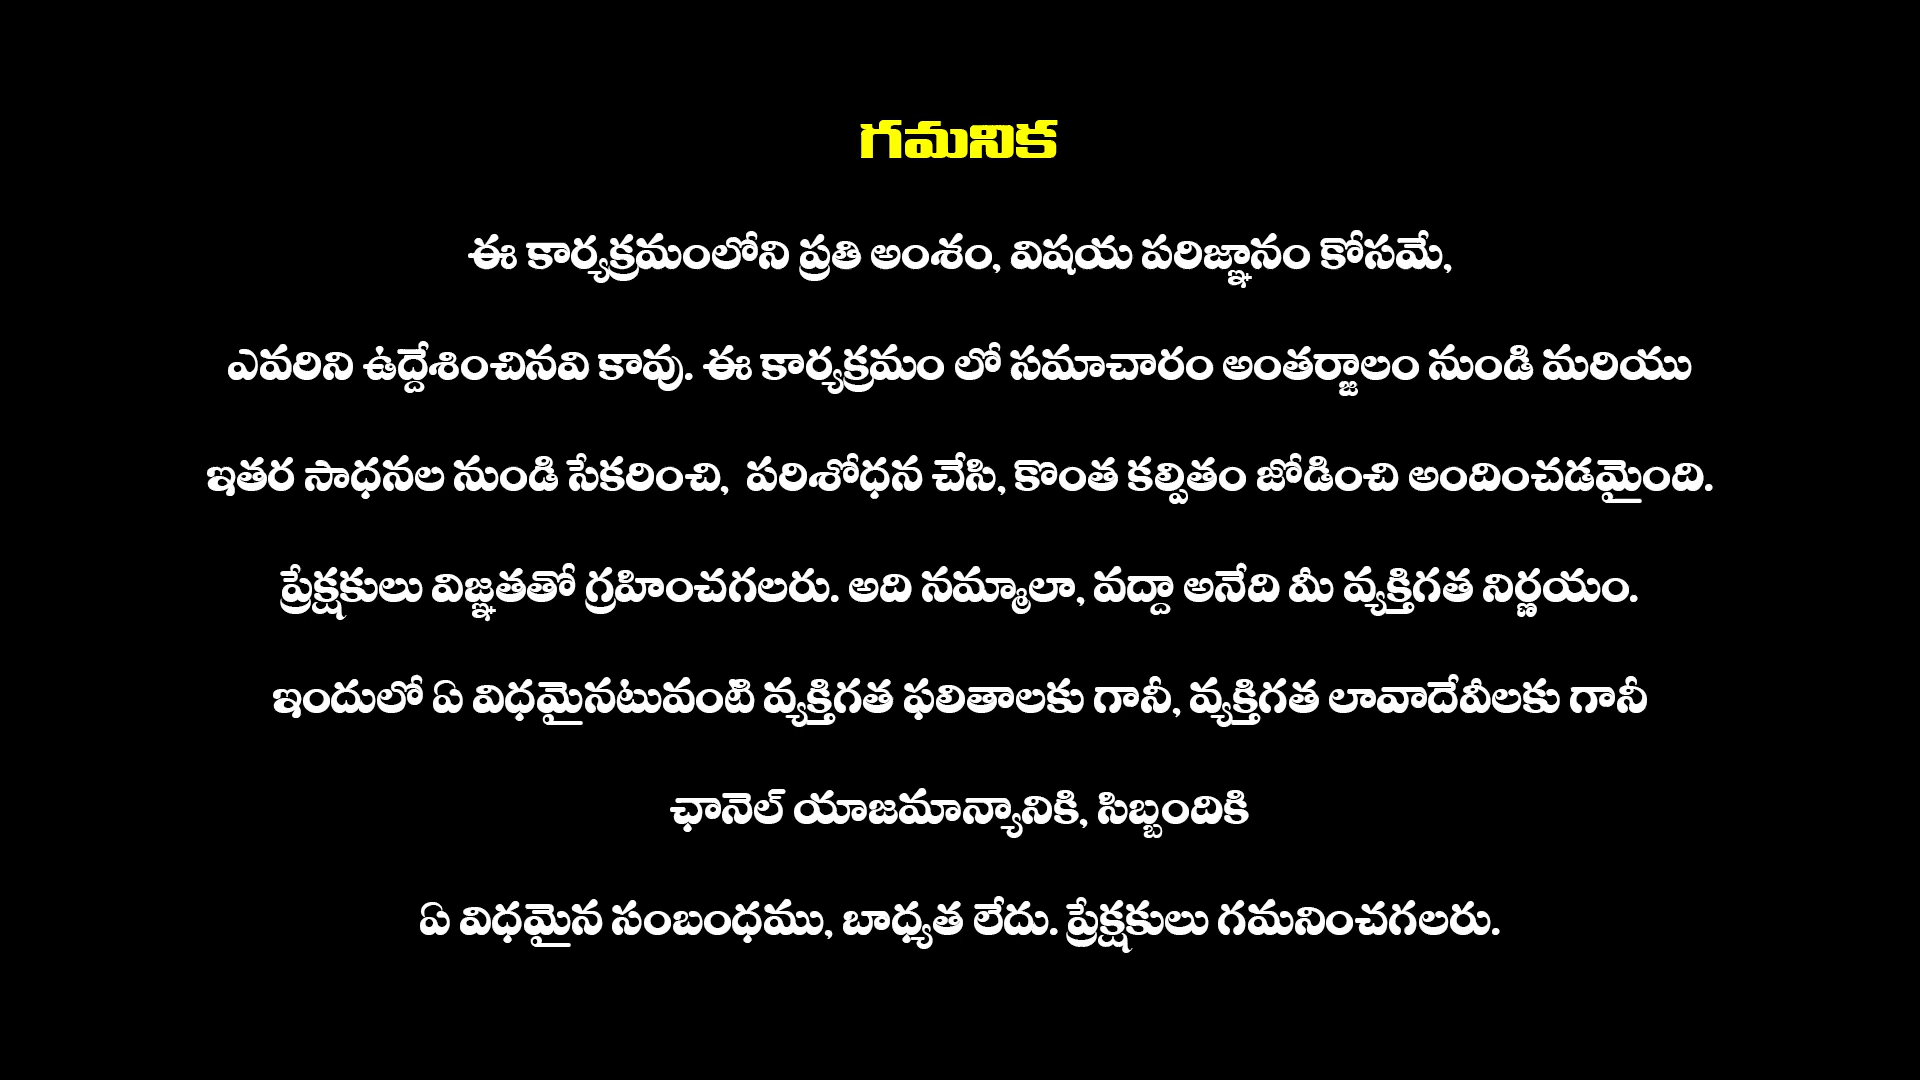 గమనిక
ఈ కార్యక్రమంలోని ప్రతి అంశం, విషయ పరిజ్ఞానం కోసమే,
ఎవరిని ఉద్దేశించినవి కావు. ఈ కార్యక్రమం లో సమాచారం అంతర్జాలం నుండి మరియు
ఇతర సాధనల నుండి సేకరించి, పరిశోధన చేసి, కొంత కల్పితం జోడించి అందించడమైంది.
ప్రేక్షకులు విజ్ఞతతో గ్రహించగలరు. అది నమ్మాలా, వద్దా అనేది మీ వ్యక్తిగత నిర్ణయం.
ఇందులో ఏ విధమైనటువంటి వ్యక్తిగత ఫలితాలకు గానీ, వ్యక్తిగత లావాదేవీలకు గానీ
ఛానెల్ యాజమాన్యానికి, సిబ్బందికి
ఏ విధమైన సంబంధము, బాధ్యత లేదు. ప్రేక్షకులు గమనించగలరు.